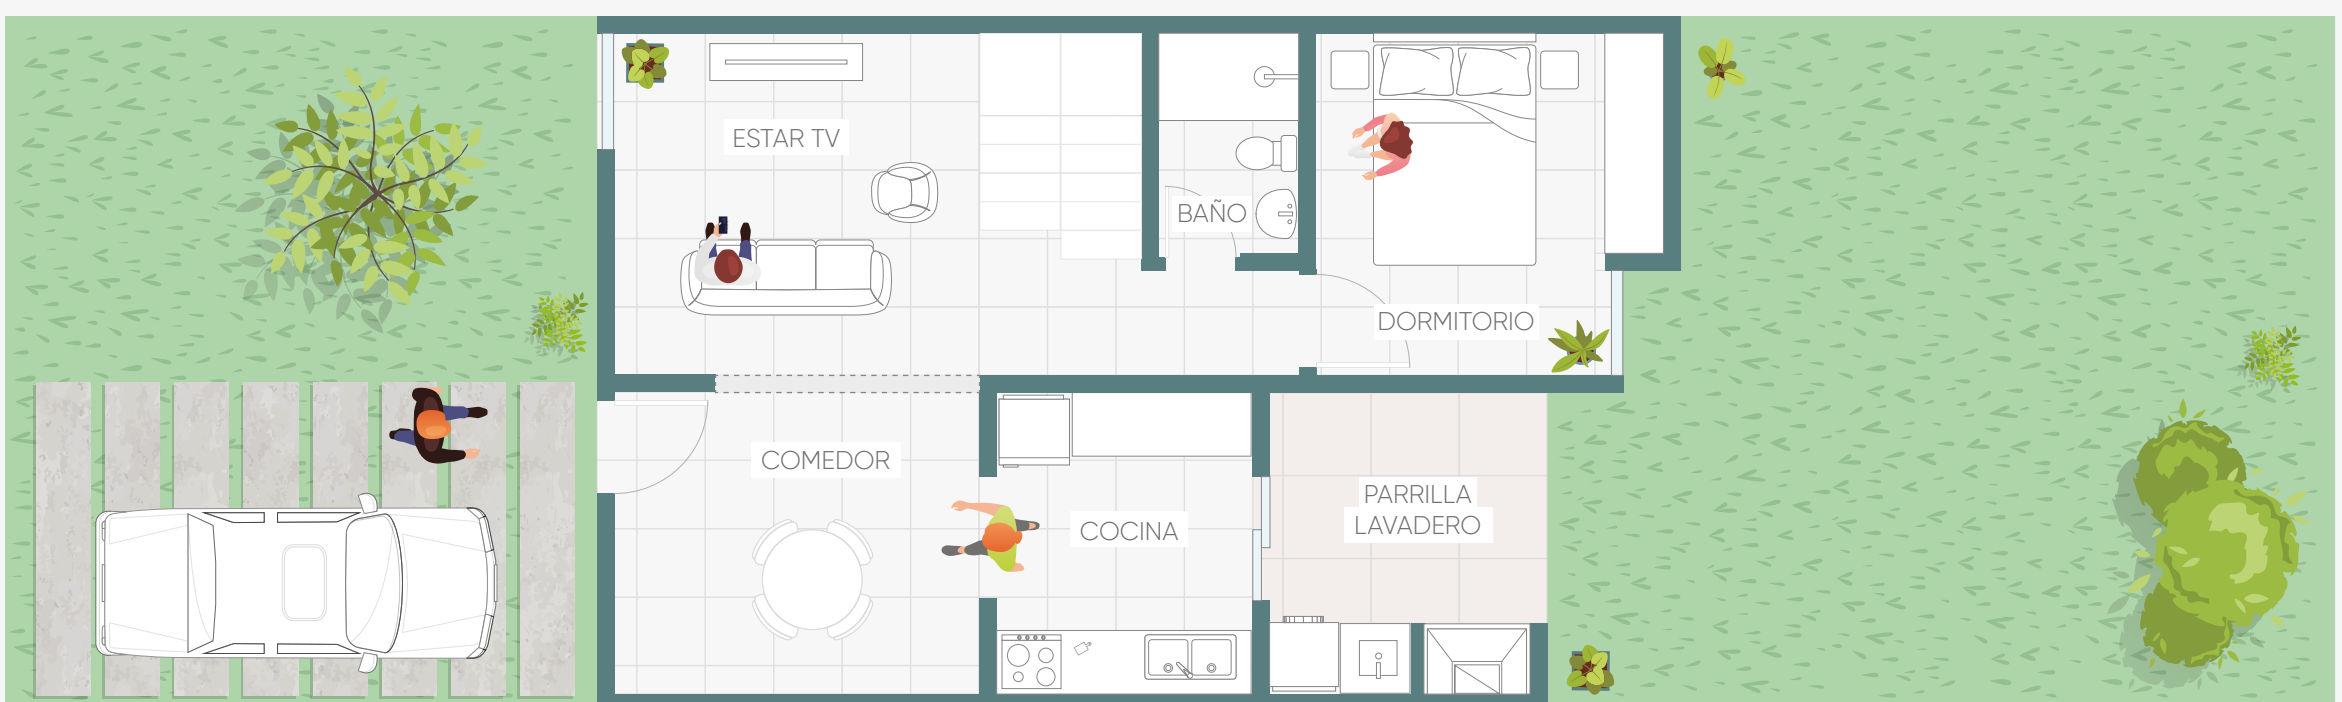 ESTAR TV
BAÑO
DORMITORIO
COMEDOR
COCINA
PARRILLA
LAVADERO